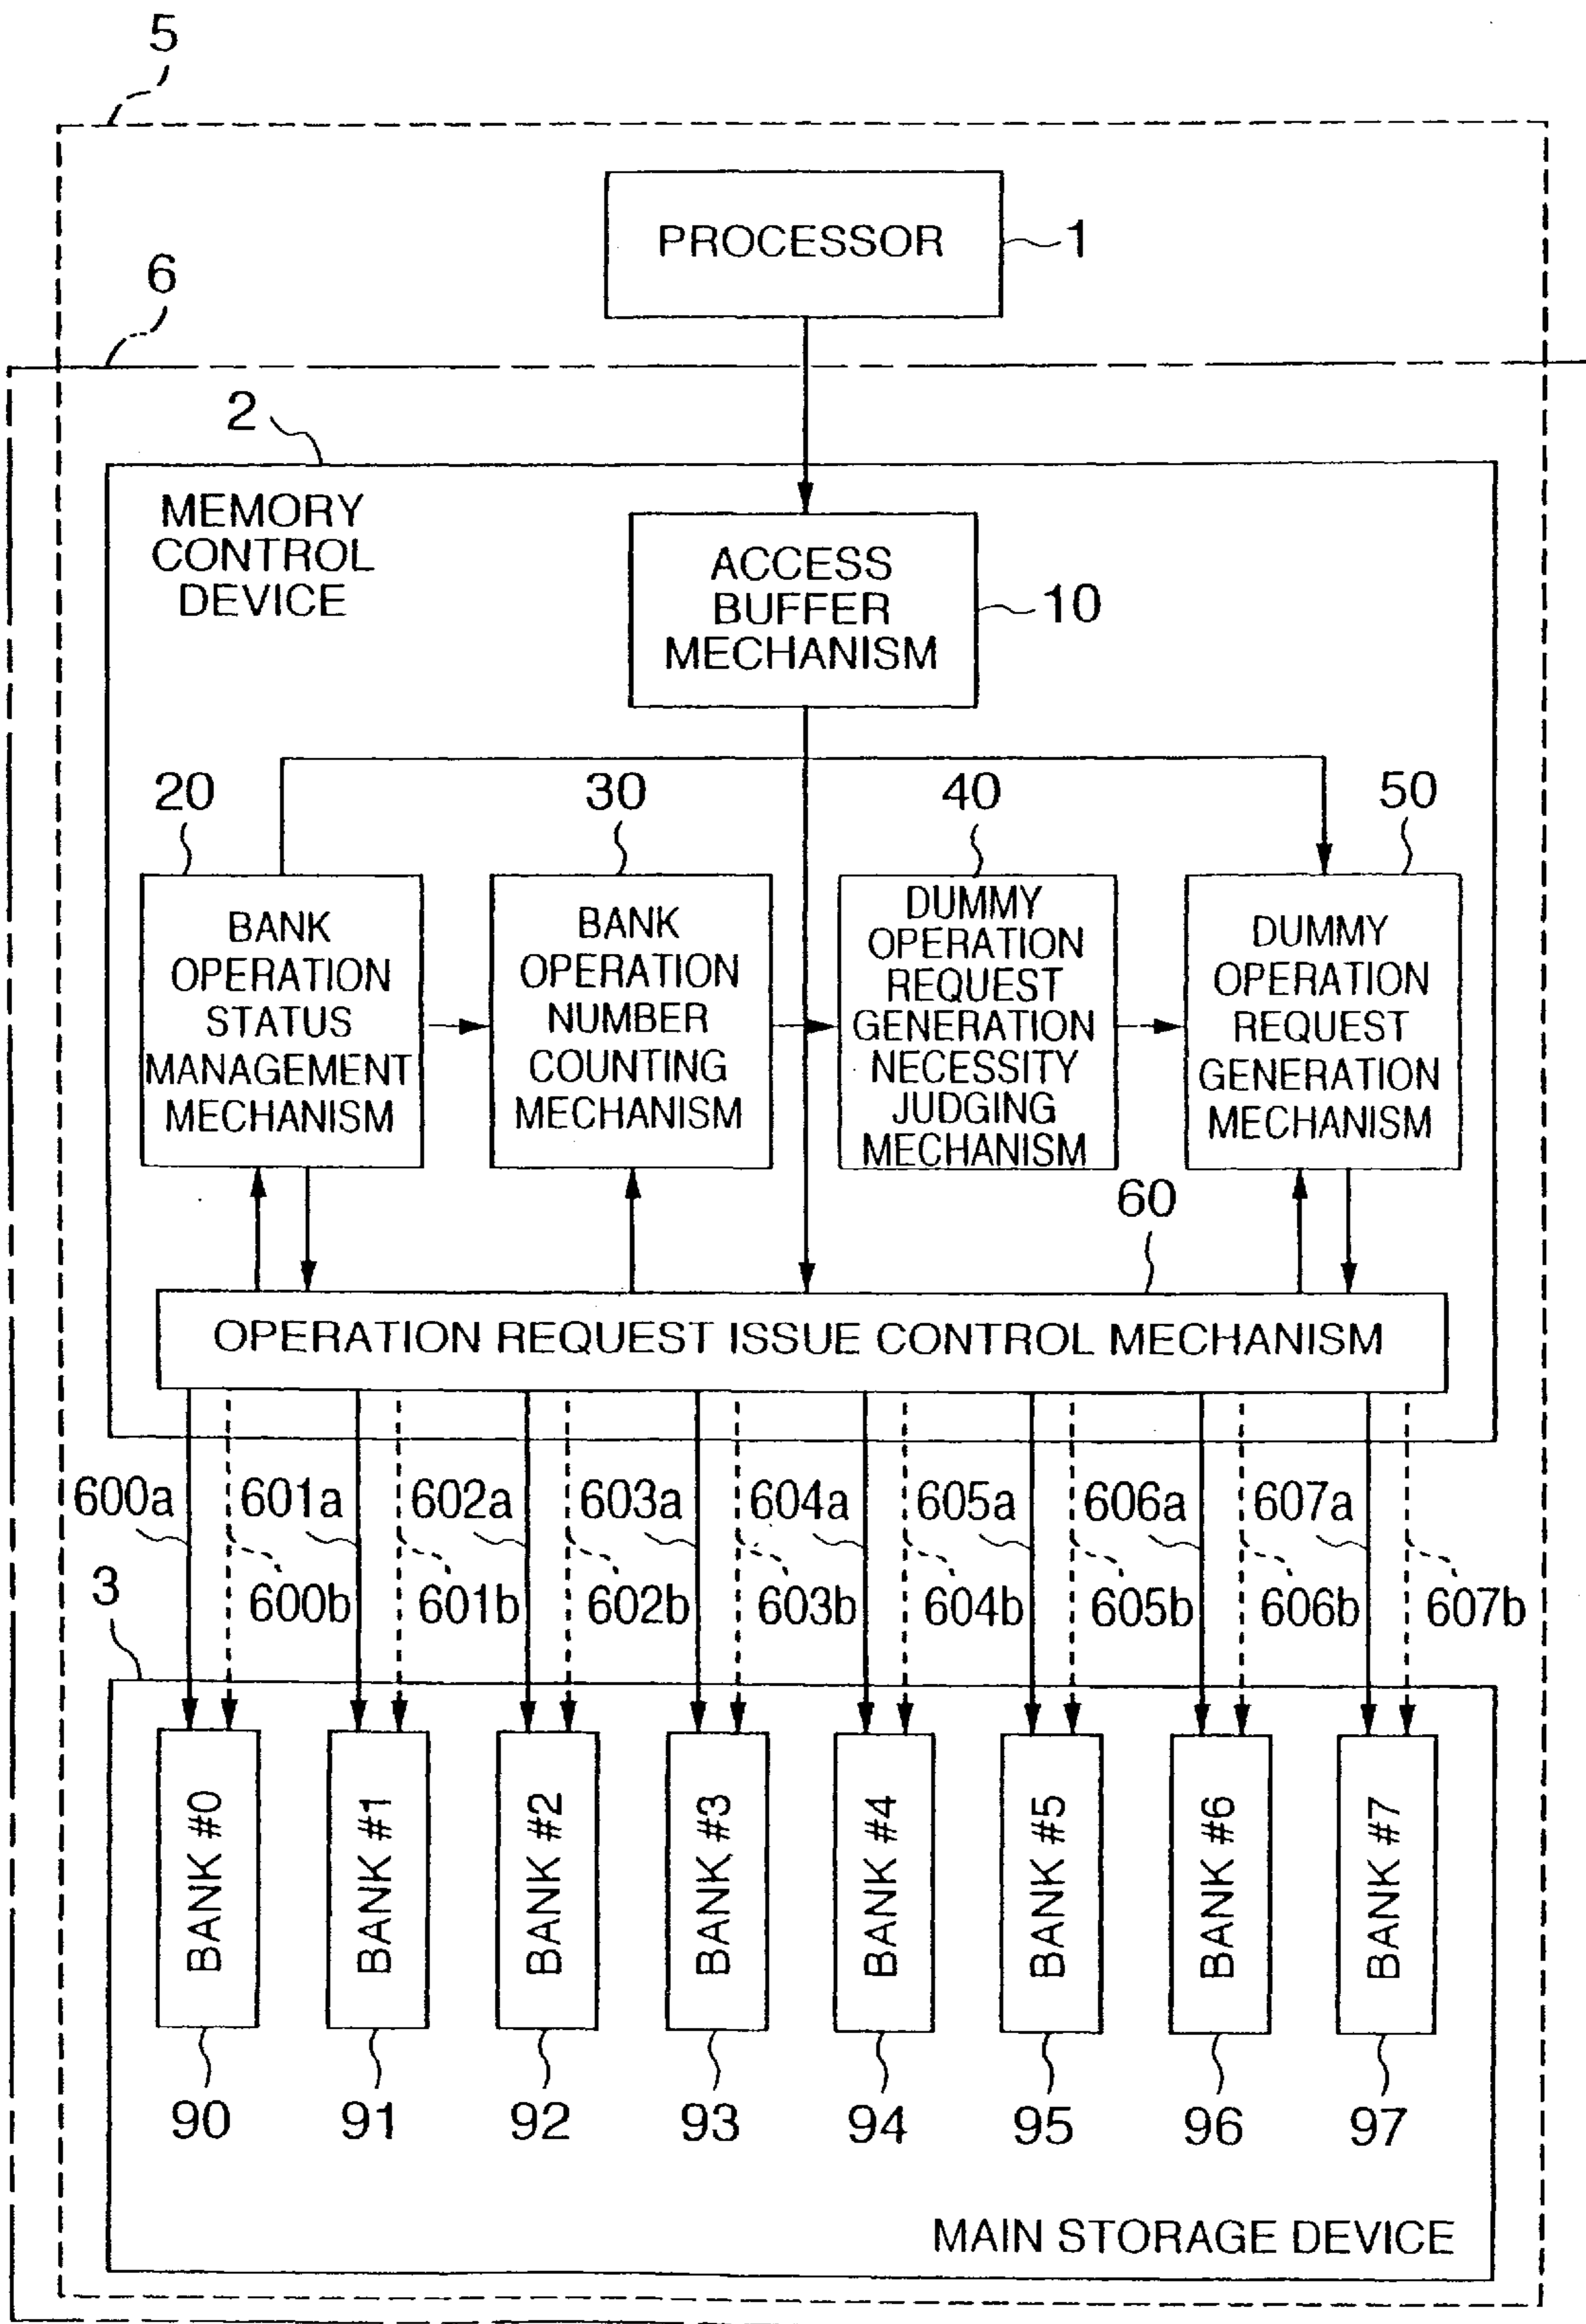 5
PROCESSOR
1
6
2
MEMORY
CONTROL
DEVICE
ACCESS
BUFFER
MECHANISM
10
20
30
40
50
BANK
OPERATION
STATUS
MANAGEMENT
MECHANISM
BANK
OPERATION
NUMBER
COUNTING
MECHANISM
DUMMY
OPERATION
REQUEST
GENERATION
NECESSITY
JUDGING
MECHANISM
DUMMY
OPERATION
REQUEST
GENERATION
MECHANISM
60
OPERATION REQUEST ISSUE CONTROL MECHANISM
600a
601a
602a
603a
604a
605a
606a
607a
600b
601b
602b
603b
604b
605b
606b
607b
3
BANK #0
BANK #1
BANK #2
BANK #3
BANK #4
BANK #5
BANK #6
BANK #7
90
91
92
93
94
95
96
97
MAIN STORAGE DEVICE